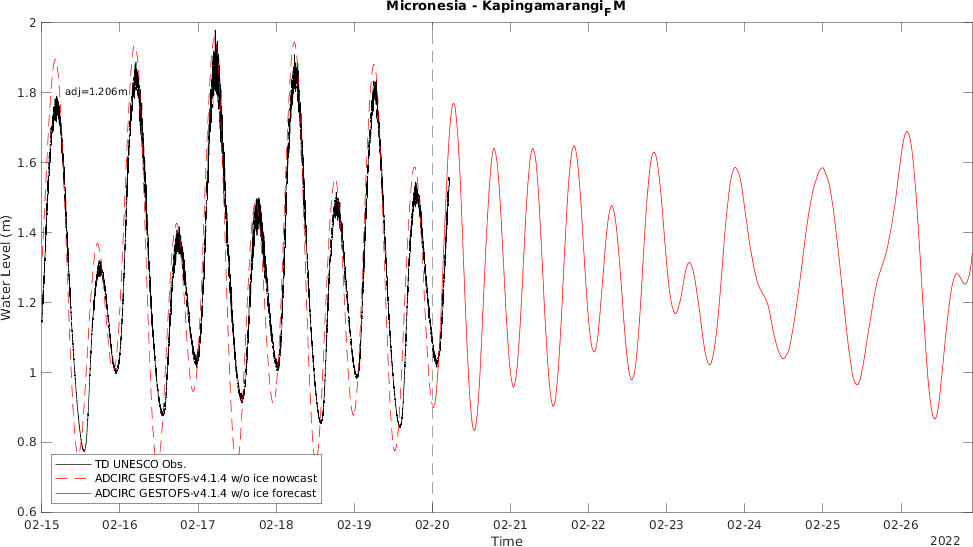 Micronesia - Kapingamarangi_FM
2
1.8
1.6
1.4
1.2
1
0.8
0.6
Water Level (m)
adj=1.206m
TD UNESCO Obs.
ADCIRC GESTOFS-v4.1.4 w/o ice nowcast
ADCIRC GESTOFS-v4.1.4 w/o ice forecast
02-15 02-16 02-17 02-18 02-19 02-20 02-21 02-22 02-23 02-24 02-25 02-26
Time
2022